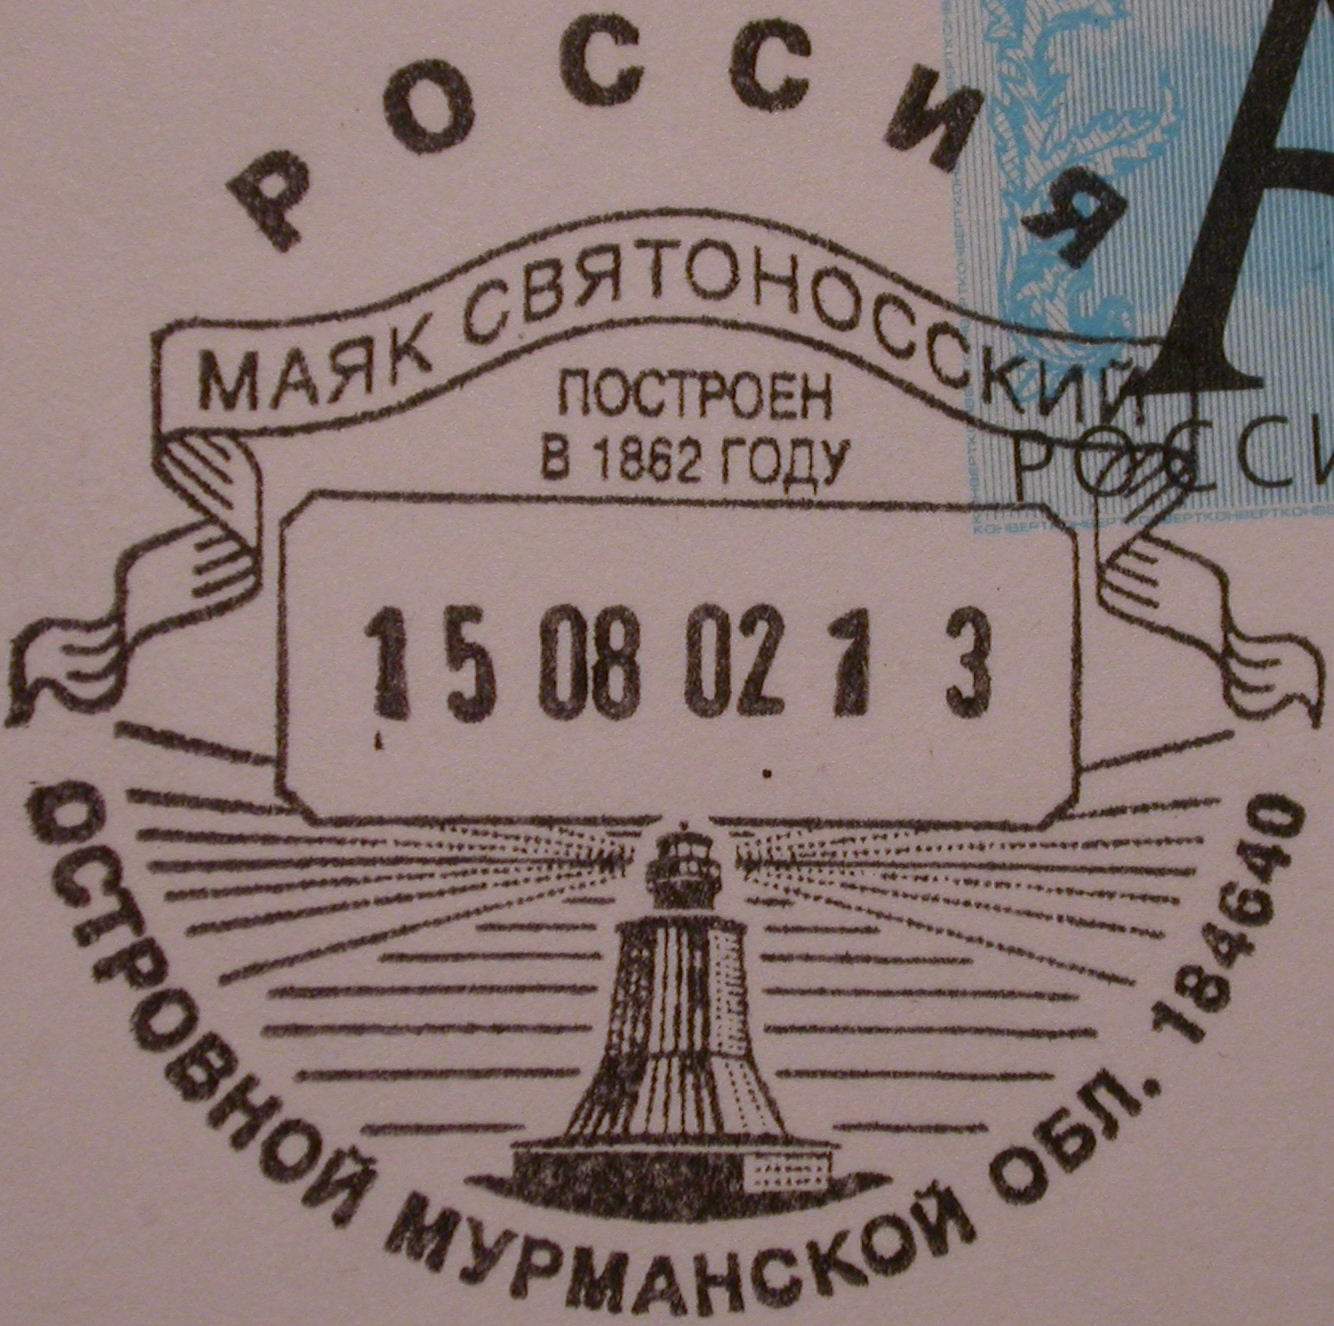 РОССИЯ
МАЯК СВЯТОНОССКИЙ
ПОСТРОЕН
В 1862 ГОДУ
РОССИ
15 08 02 1 3
ОСТРОВНОЙ МУРМАНСКОЙ ОБЛ. 184640